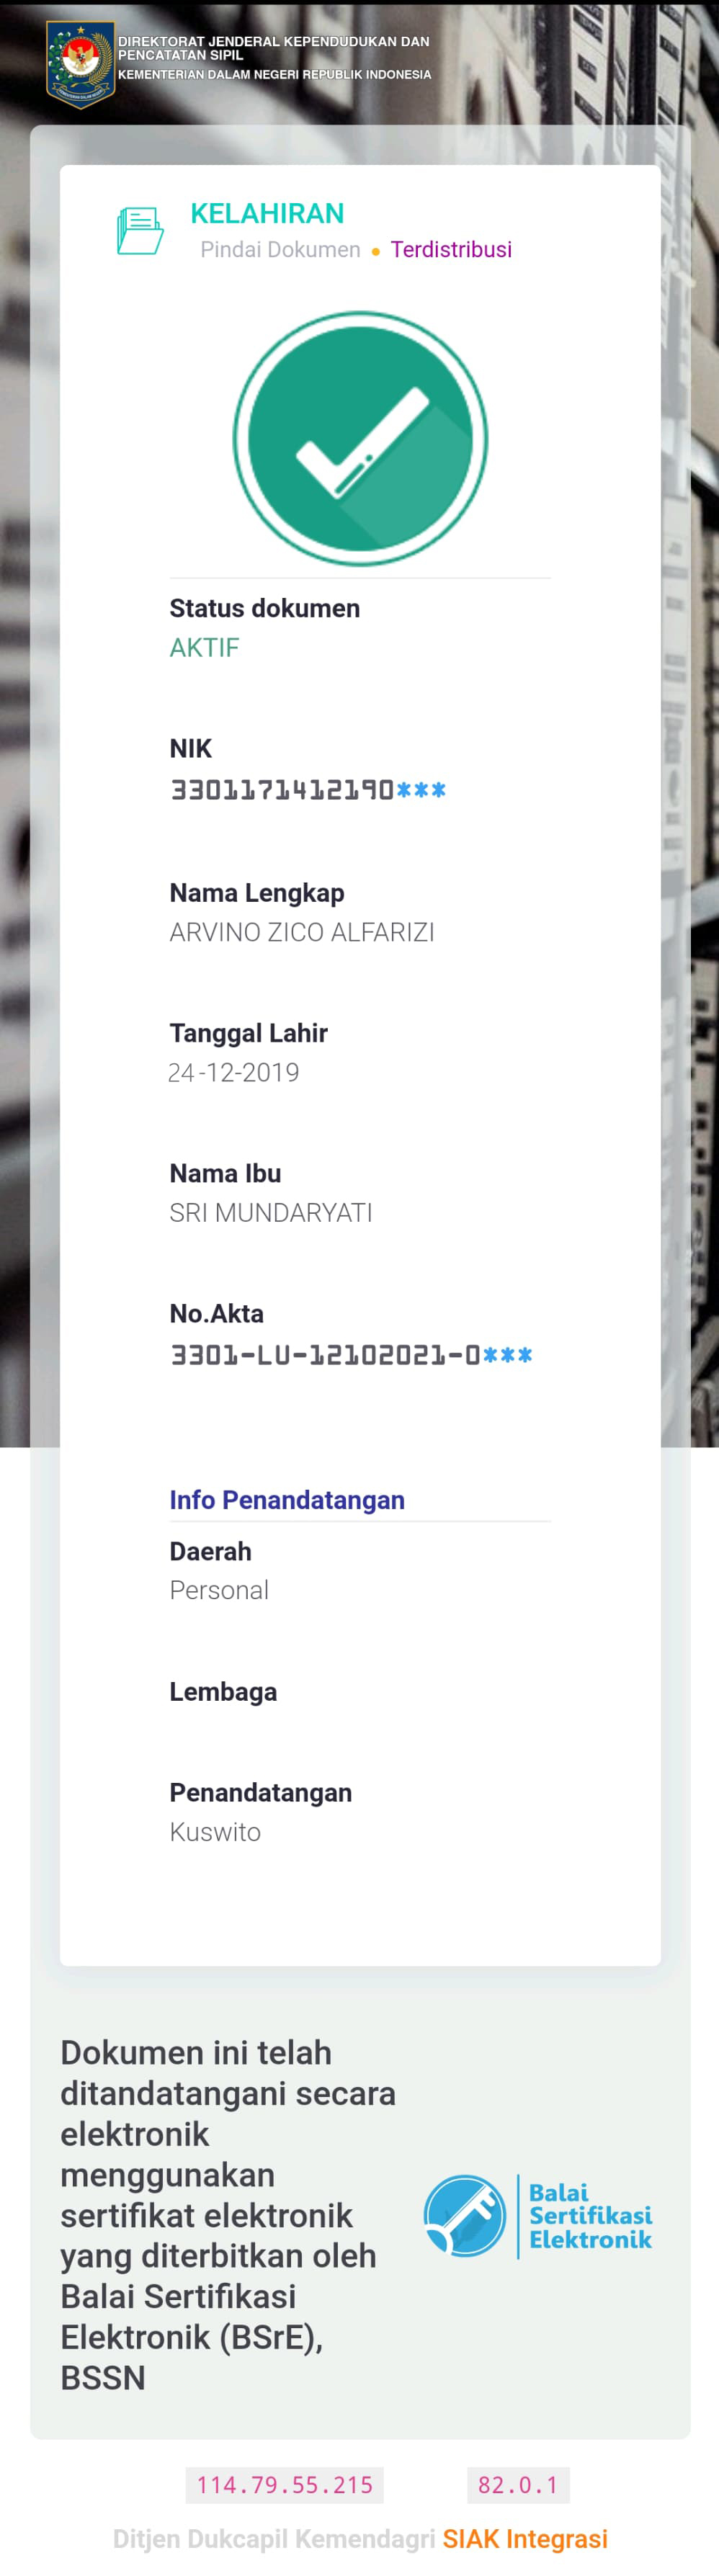 DIREKTORAT JENDERAL KEPENDUDUKAN DAN
PENCATATAN SIPIL
KEMENTERIAN DALAM NEGERI REPUBLIK INDONESIA
KELAHIRAN
Pindai Dokumen • Terdistribusi
Status dokumen
AKTIF
NIK
3301171412190***
Nama Lengkap
ARVINO ZICO ALFARIZI
Tanggal Lahir
24-12-2019
Nama Ibu
SRI MUNDARYATI
No.Akta
3301-LU-12102021-0***
Info Penandatangan
Daerah
Personal
Lembaga
Penandatangan
Kuswito
Dokumen ini telah
ditandatangani secara
elektronik
menggunakan
sertifikat elektronik
yang diterbitkan oleh
Balai Sertifikasi
Elektronik (BSrE),
BSSN
Balai
Sertifikasi
Elektronik
114.79.55.215 82.0.1
Ditjen Dukcapil Kemendagri SIAK Integrasi